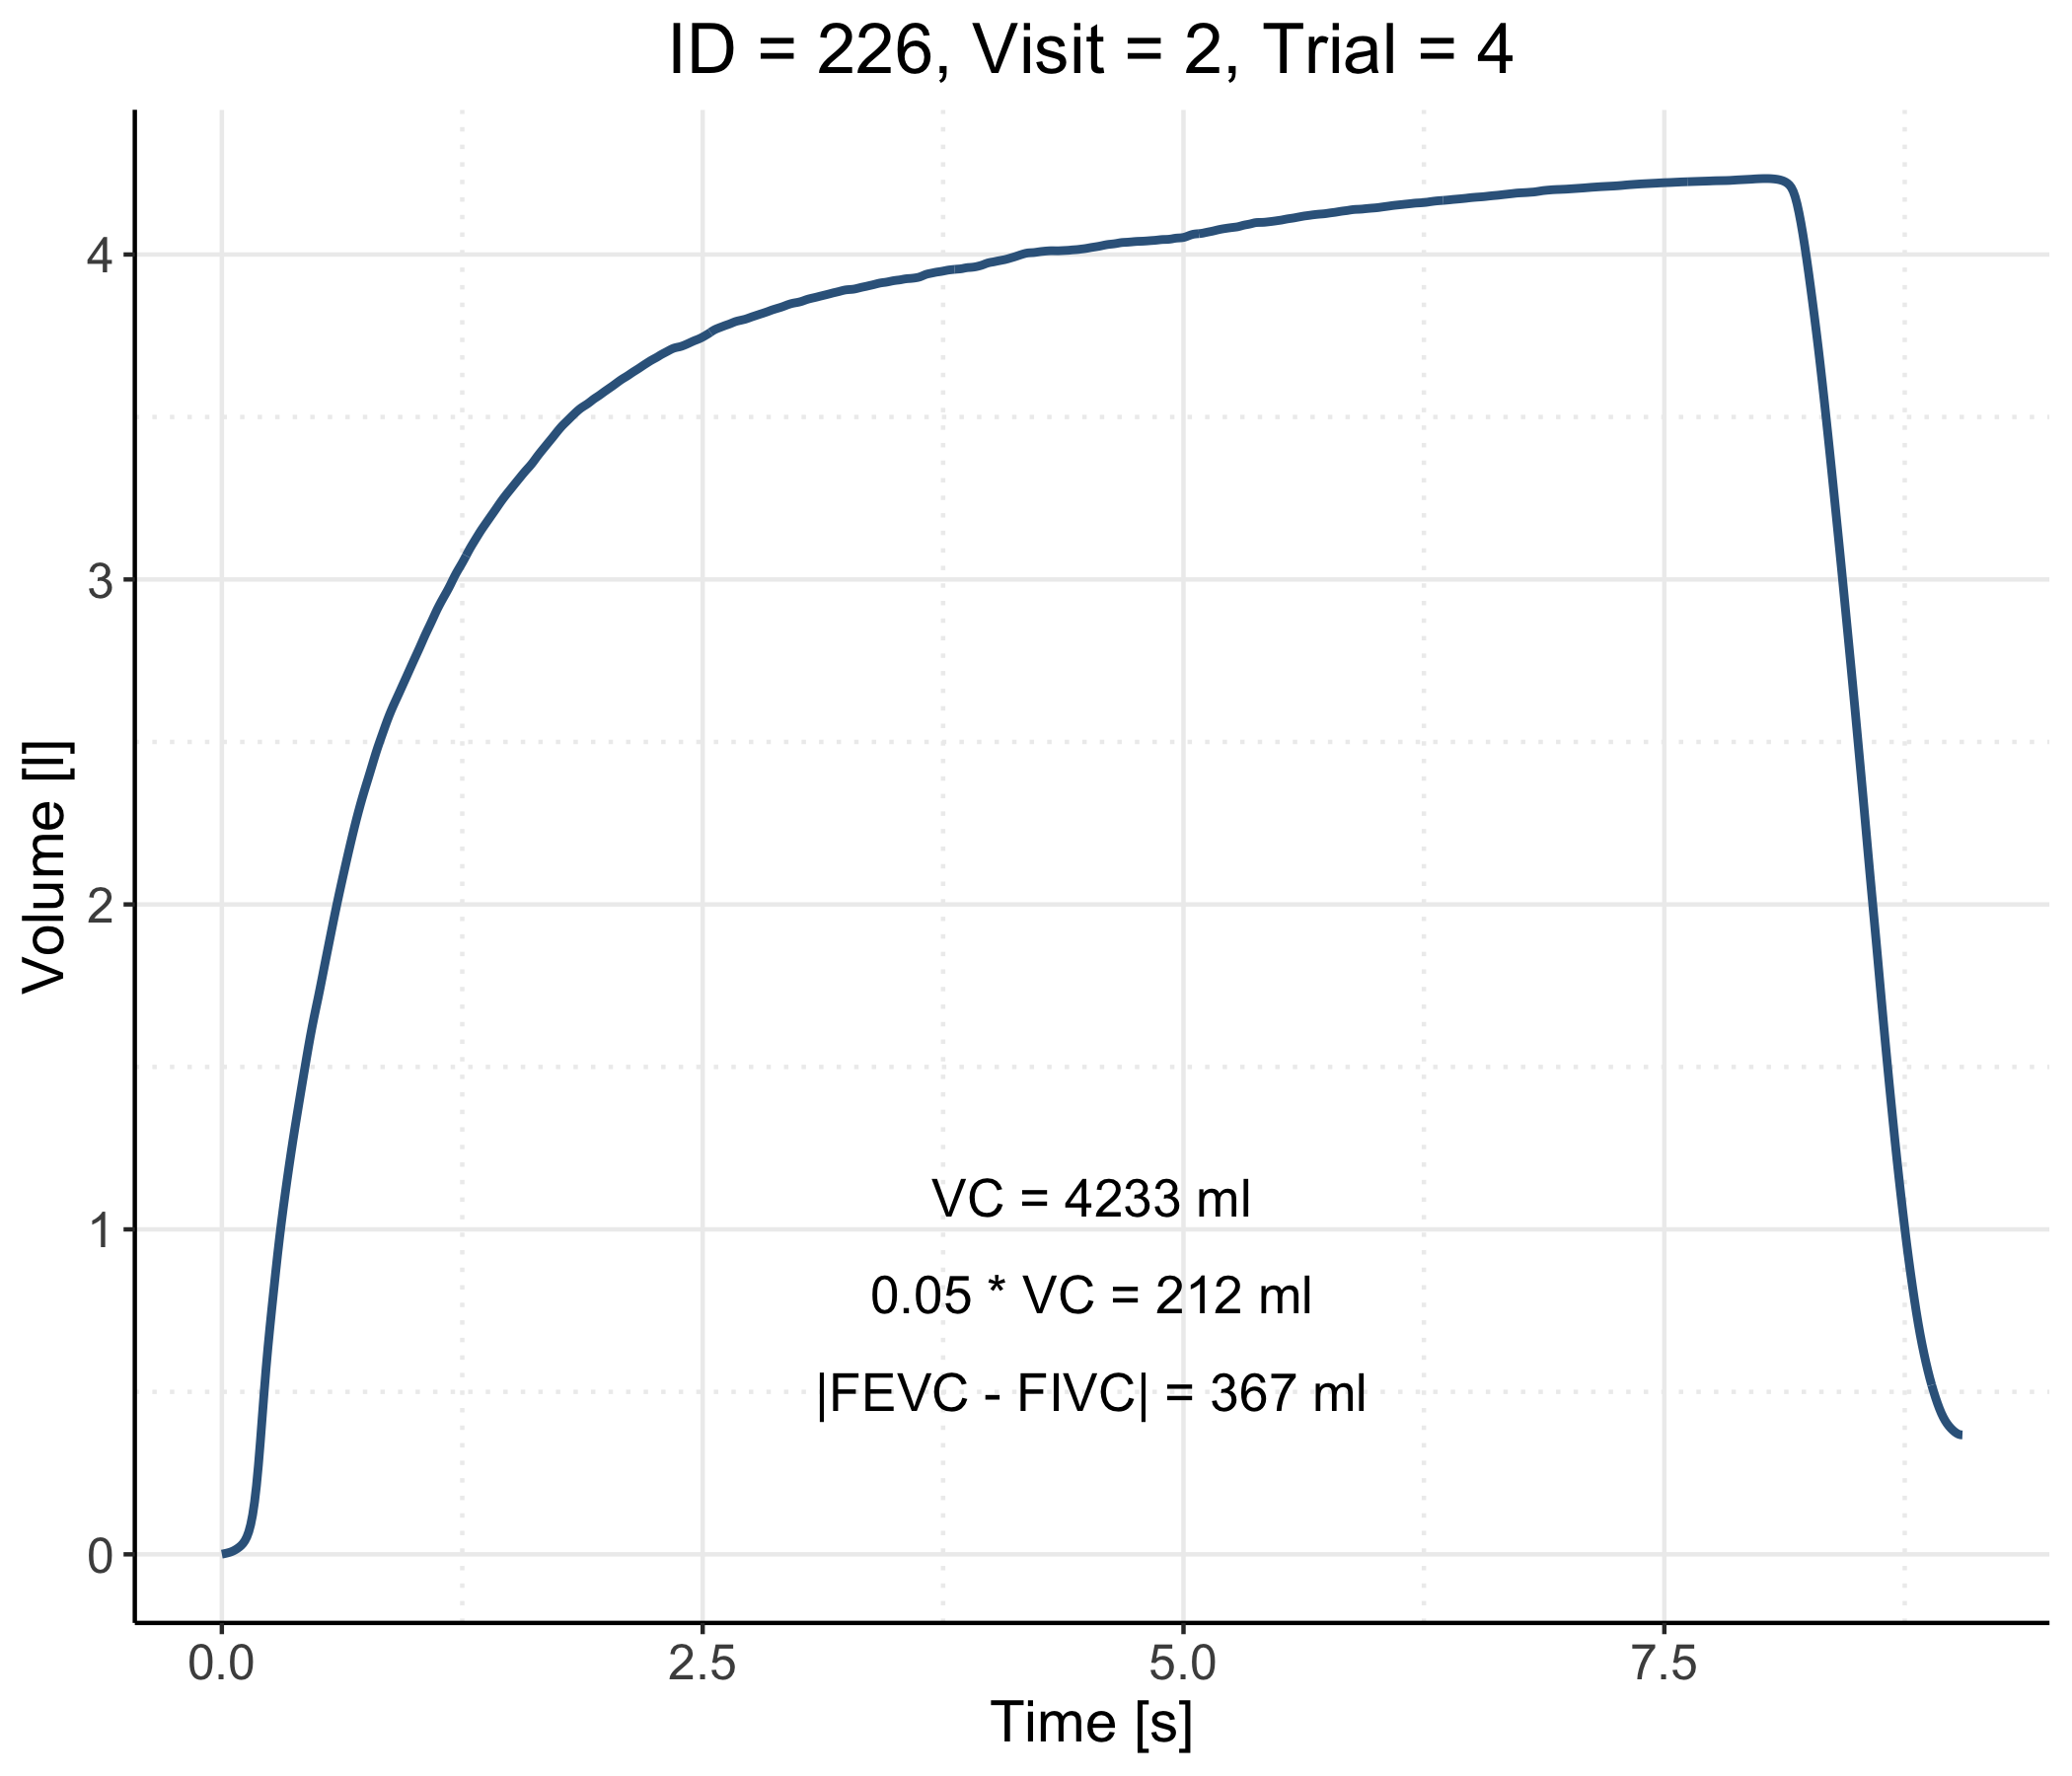 ID = 226, Visit = 2, Trial = 4
Volume [l]
4
3
2
1
0
VC = 4233 ml
0.05 * VC = 212 ml
|FEVC - FIVC| = 367 ml
0.0 2.5 5.0 7.5
Time [s]